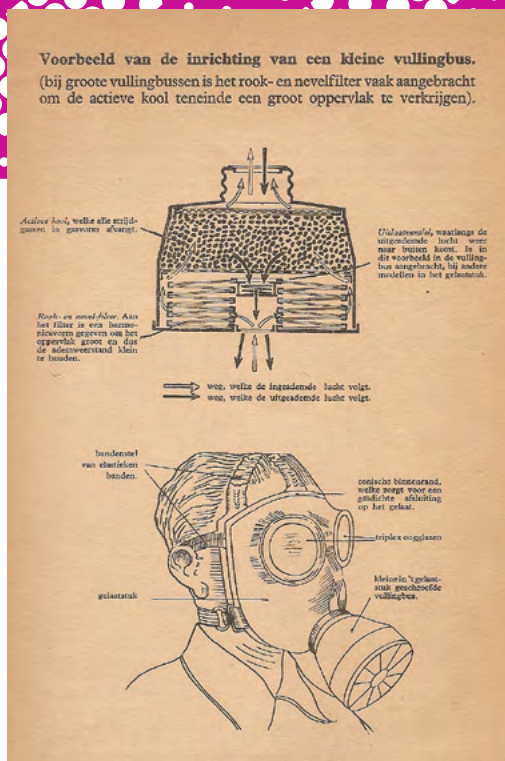 Voorbeeld van de inrichting van een kleine vullingbus.
(bij groote vullingbussen is het rook- en nevelfilter vaak aangebracht
om de actieve kool teneinde een groot oppervlak te verkrijgen).
Actieve kool, welke alle strijd-
gassen in gasvorm afvangt.
Uitlaatventiel, waarlangs de
uitgeademde lucht weer
naar buiten komt. Is in
dit voorbeeld in de vulling-
bus aangebracht, bij andere
modellen in het gelaatstuk.
Rook- en nevelfilter. Aan
het filter is een harmo-
nicavorm gegeven om het
oppervlak groot en dus
de ademweerstand klein
te houden.
weg, welke de ingeademde lucht volgt.
weg, welke de uitgeademde lucht volgt.
bandenstel
van elastieken
banden.
conische binnenrand,
welke zorgt voor een
gasdichte afsluiting
op het gelaat.
triplex oogglazen
gelaatstuk
kleine in 't gelaat-
stuk geschroefde
vullingbus.